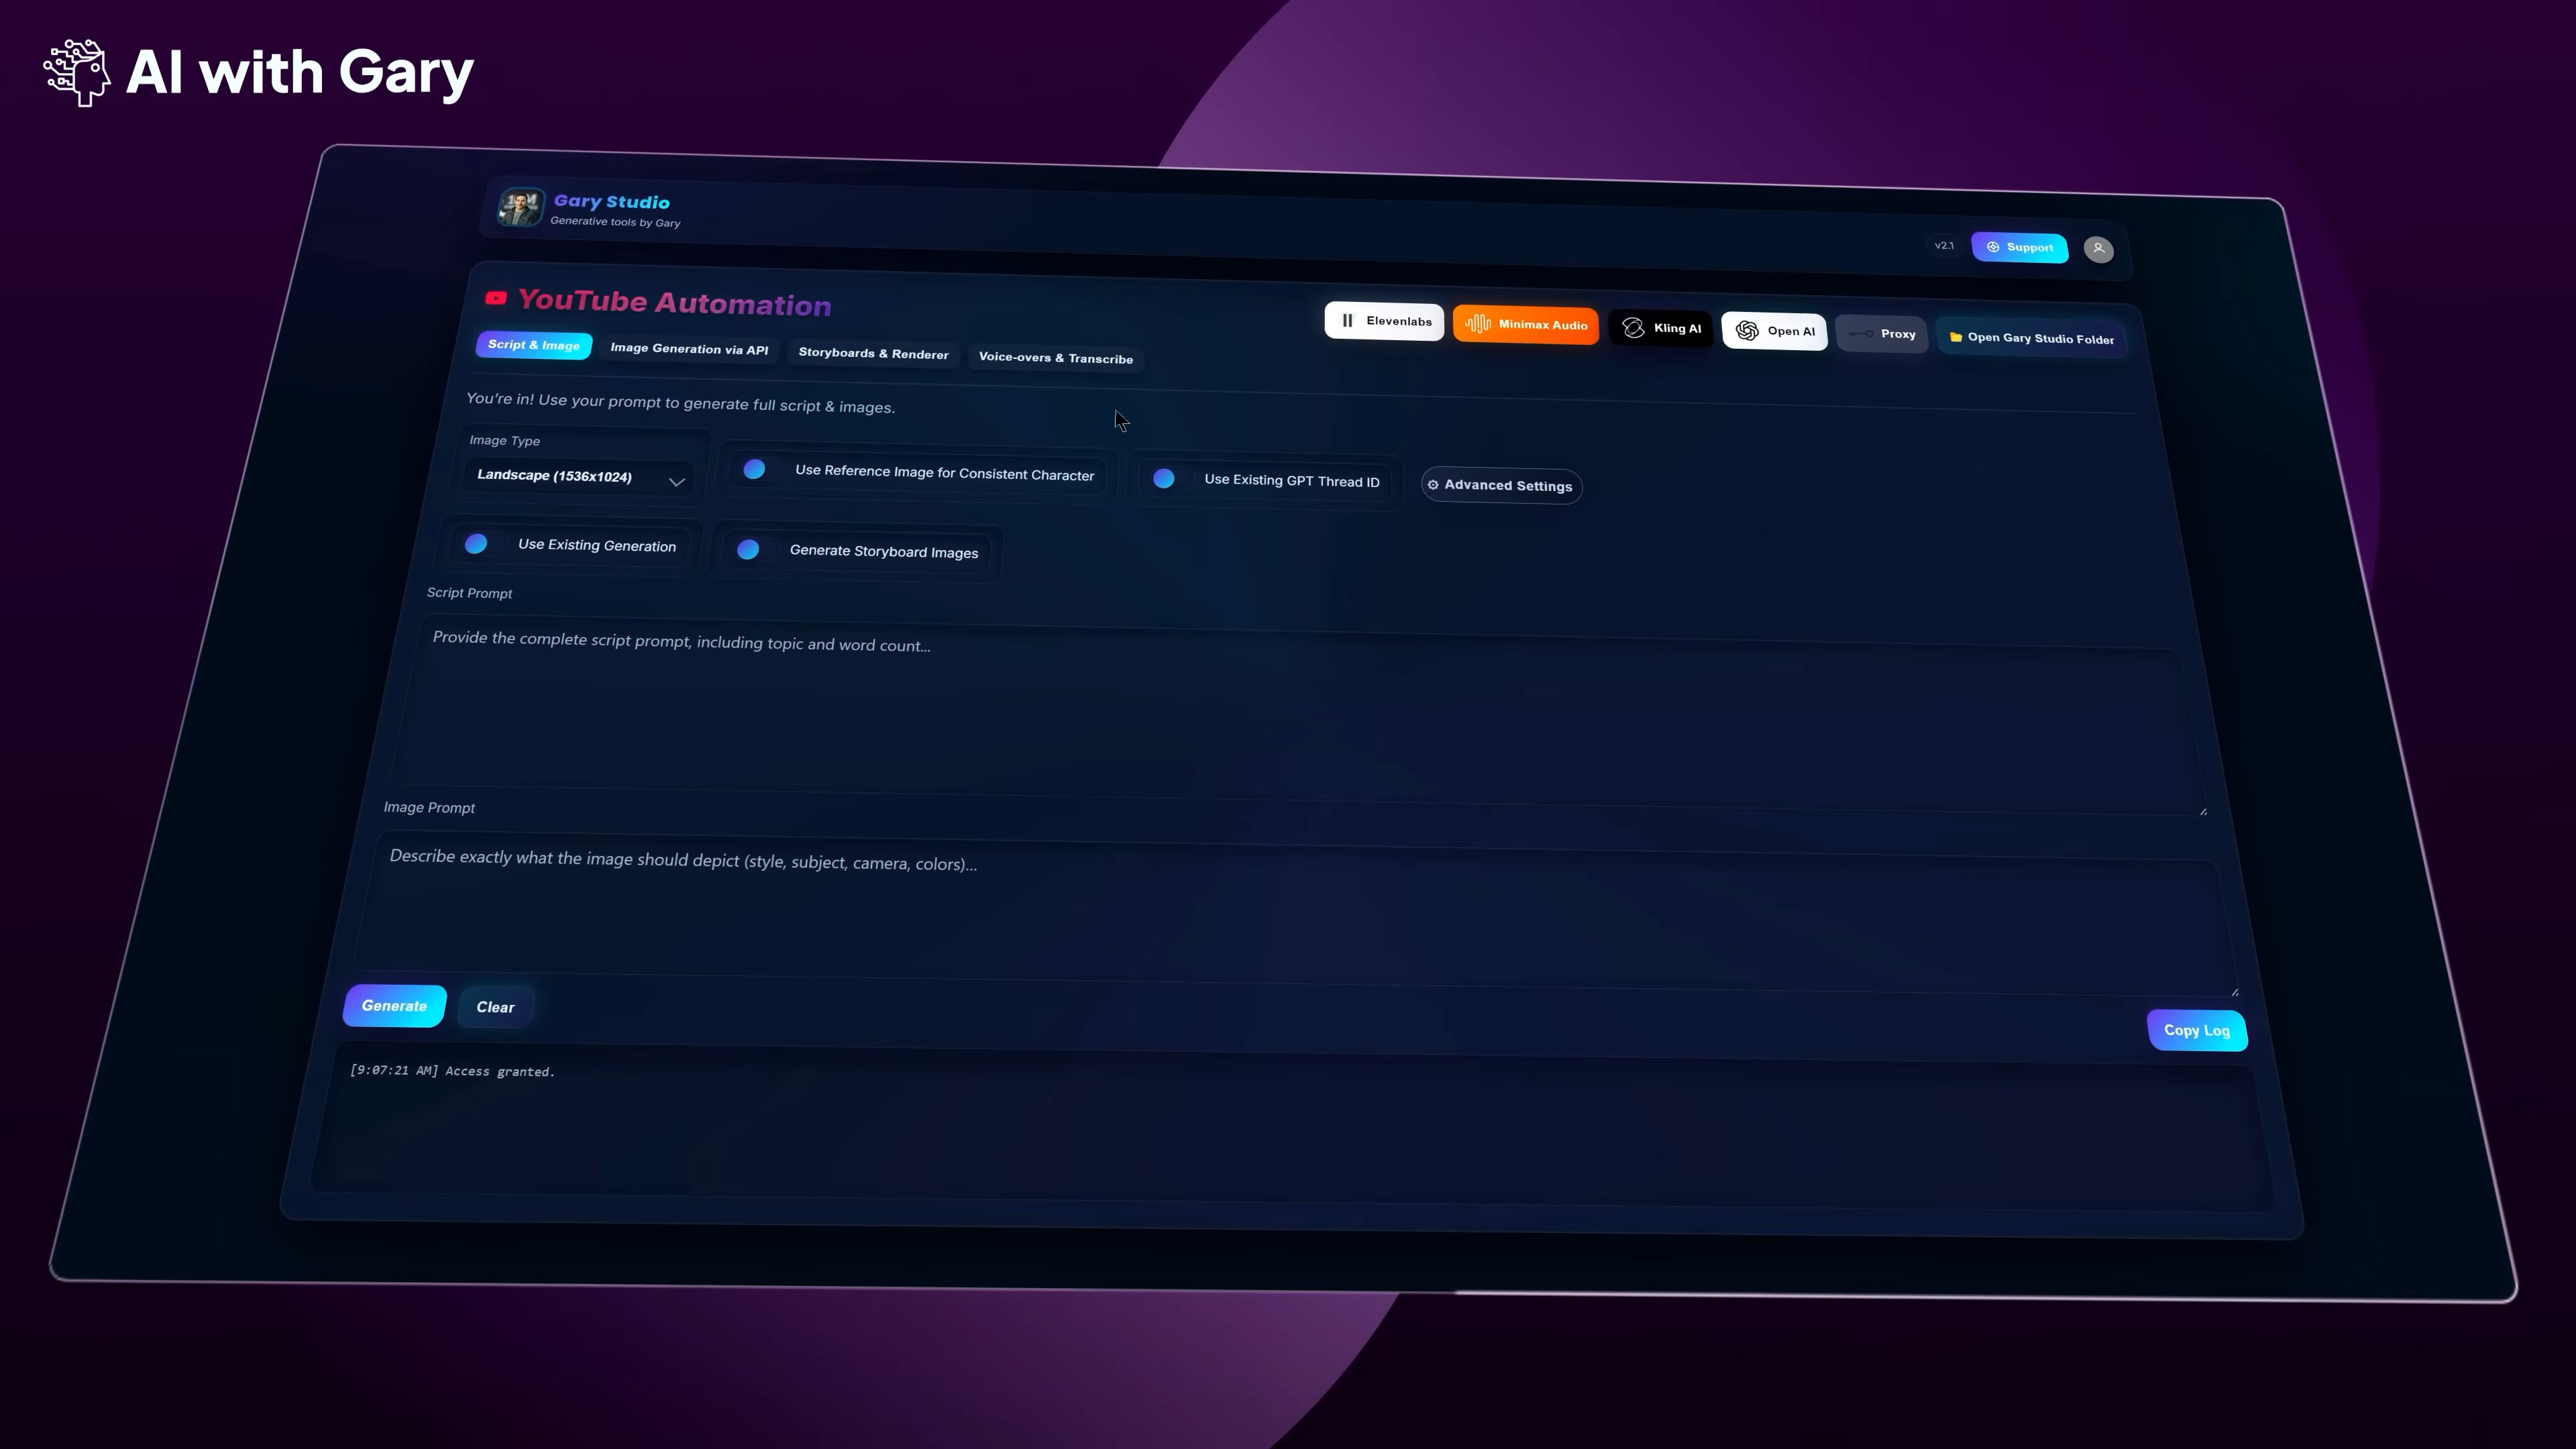 AI with Gary
Gary Studio
Generative tools by Gary
v2.1
Support
YouTube Automation
Elevenlabs
Minimax Audio
Kling AI
Open AI
Proxy
Open Gary Studio Folder
Script & Image
Image Generation via API
Storyboards & Renderer
Voice-overs & Transcribe
You're in! Use your prompt to generate full script & images.
Image Type
Landscape (1536x1024)
Use Reference Image for Consistent Character
Use Existing GPT Thread ID
Advanced Settings
Use Existing Generation
Generate Storyboard Images
Script Prompt
Provide the complete script prompt, including topic and word count...
Image Prompt
Describe exactly what the image should depict (style, subject, camera, colors)...
Generate
Clear
Copy Log
[9:07:21 AM] Access granted.